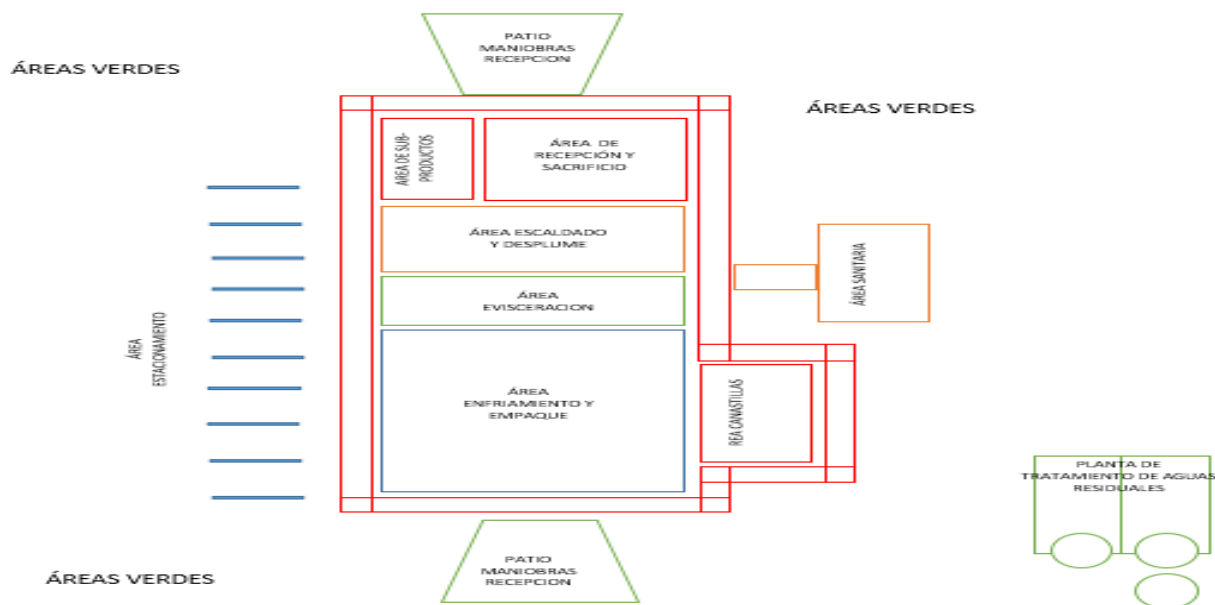 PATIO
MANIOBRAS
RECEPCION
ÁREAS VERDES
ÁREAS VERDES
AREA DE SUB-
PRODUCTOS
ÁREA DE
RECEPCIÓN Y
SACRIFICIO
ÁREA ESCALDADO
Y DESPLUME
ÁREA SANITARIA
ÁREA
EVISCERACION
ÁREA
ESTACIONAMIENTO
ÁREA
ENFRIAMIENTO Y
EMPAQUE
REA CANASTILLAS
PLANTA DE
TRATAMIENTO DE AGUAS
RESIDUALES
PATIO
MANIOBRAS
RECEPCION
ÁREAS VERDES